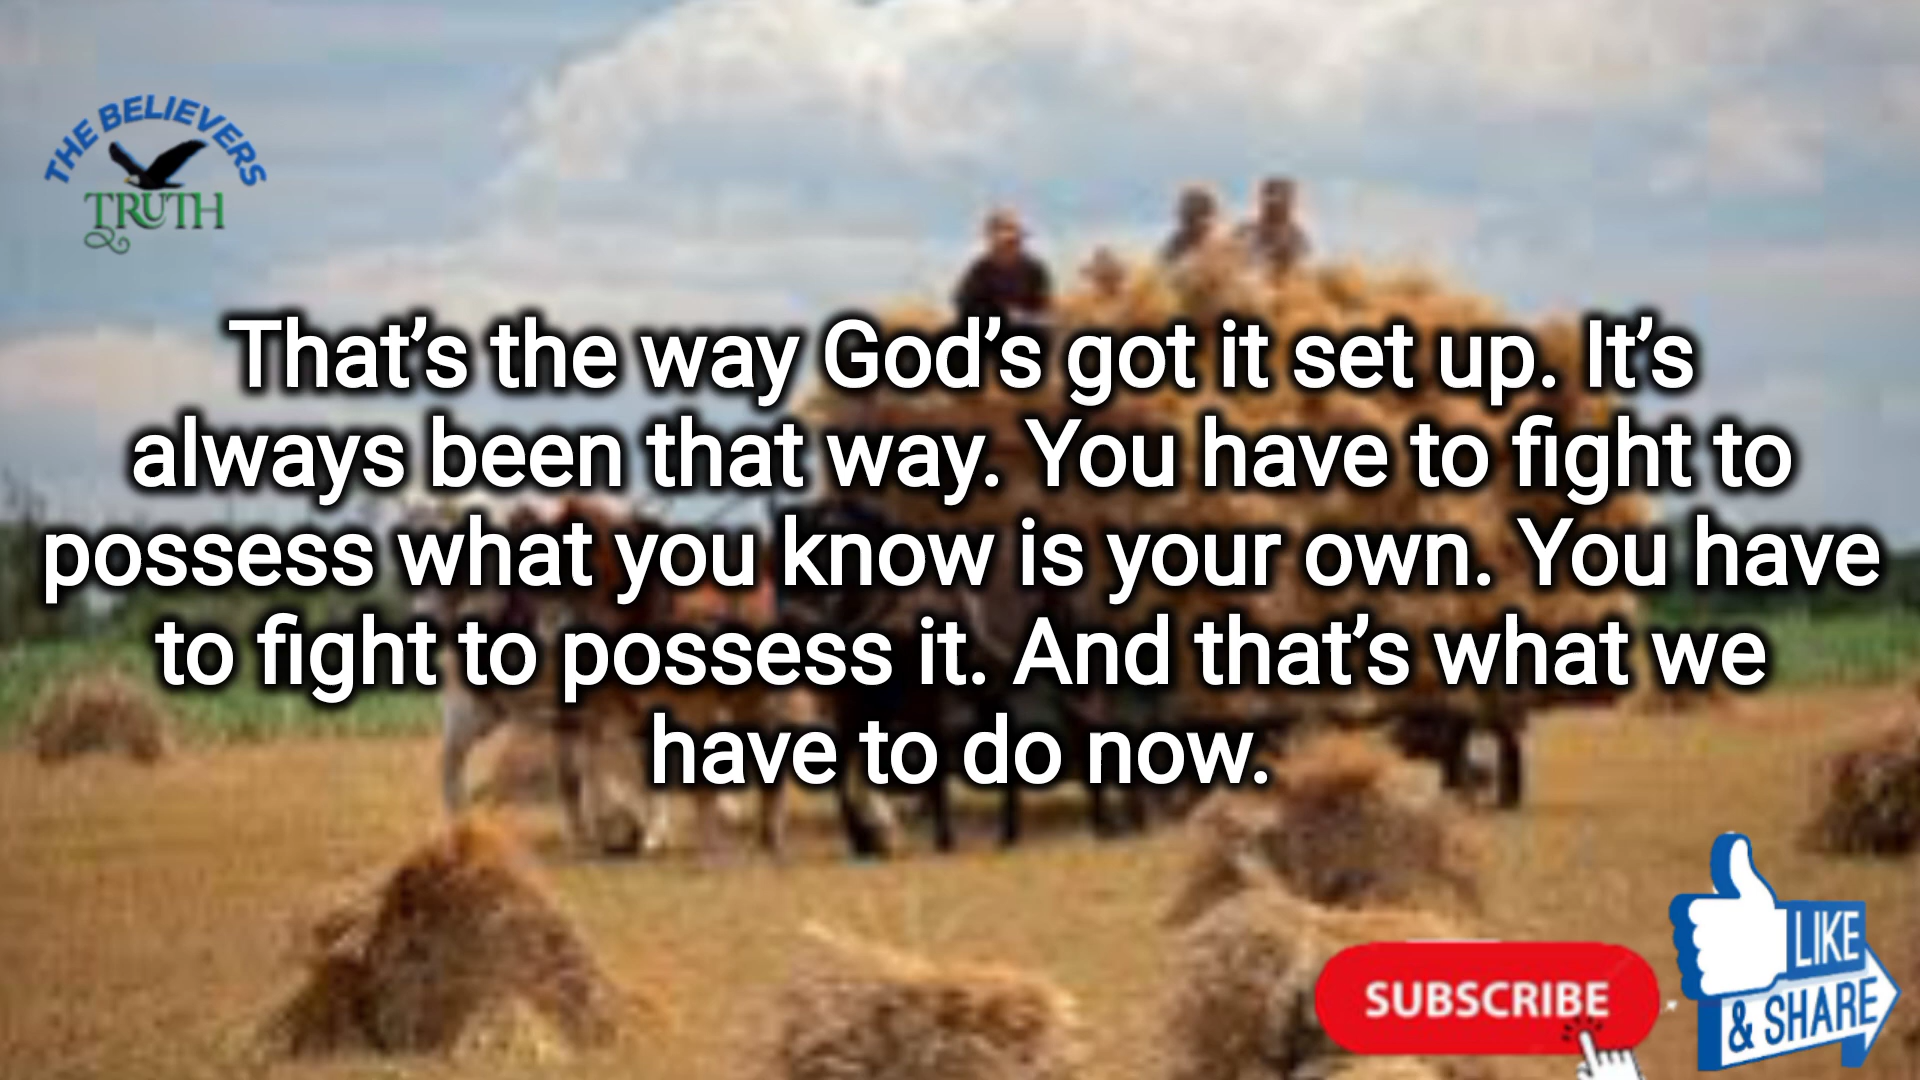 THE BELIEVERS
TRUTH
That’s the way God’s got it set up. It’s
always been that way. You have to fight to
possess what you know is your own. You have
to fight to possess it. And that’s what we
have to do now.
LIKE
& SHARE
SUBSCRIBE